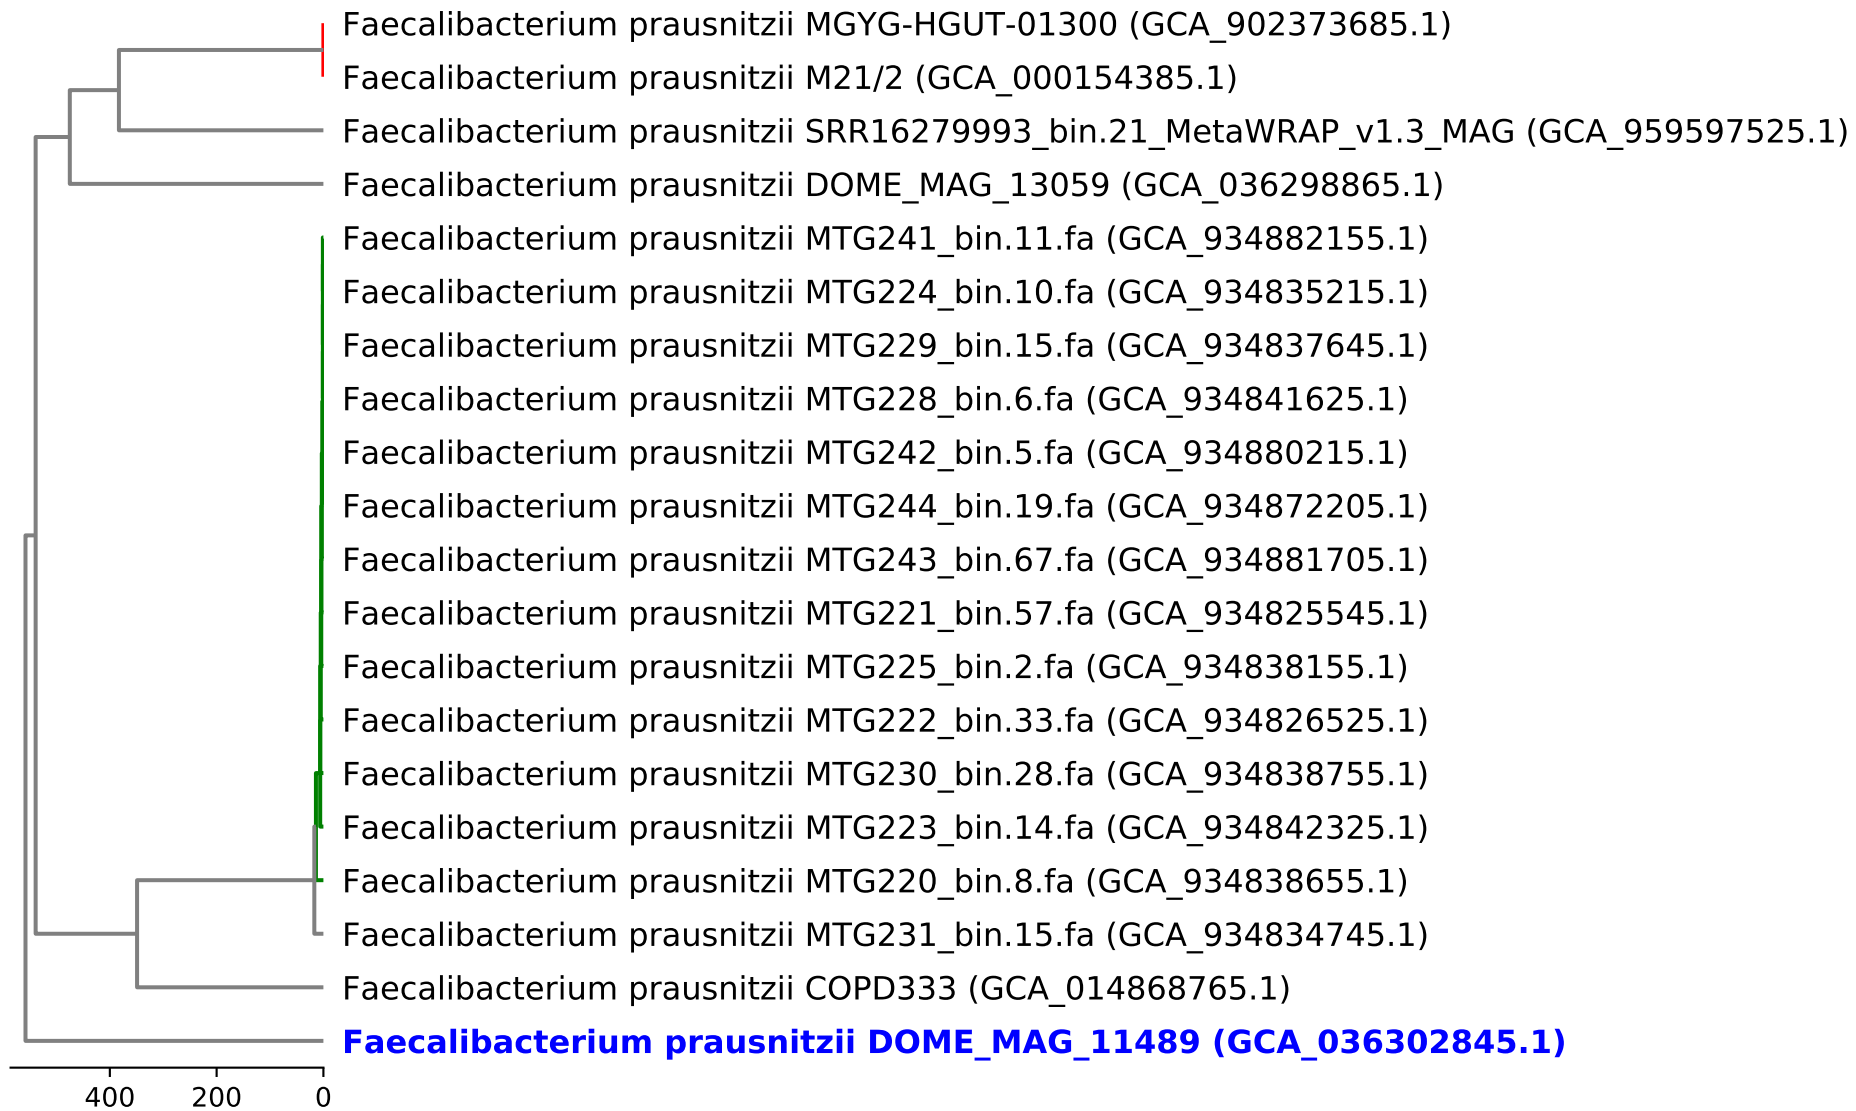 Faecalibacterium prausnitzii MGYG-HGUT-01300 (GCA_902373685.1)
Faecalibacterium prausnitzii M21/2 (GCA_000154385.1)
Faecalibacterium prausnitzii SRR16279993_bin.21_MetaWRAP_v1.3_MAG (GCA_959597525.1)
Faecalibacterium prausnitzii DOME_MAG_13059 (GCA_036298865.1)
Faecalibacterium prausnitzii MTG241_bin.11.fa (GCA_934882155.1)
Faecalibacterium prausnitzii MTG224_bin.10.fa (GCA_934835215.1)
Faecalibacterium prausnitzii MTG229_bin.15.fa (GCA_934837645.1)
Faecalibacterium prausnitzii MTG228_bin.6.fa (GCA_934841625.1)
Faecalibacterium prausnitzii MTG242_bin.5.fa (GCA_934880215.1)
Faecalibacterium prausnitzii MTG244_bin.19.fa (GCA_934872205.1)
Faecalibacterium prausnitzii MTG243_bin.67.fa (GCA_934881705.1)
Faecalibacterium prausnitzii MTG221_bin.57.fa (GCA_934825545.1)
Faecalibacterium prausnitzii MTG225_bin.2.fa (GCA_934838155.1)
Faecalibacterium prausnitzii MTG222_bin.33.fa (GCA_934826525.1)
Faecalibacterium prausnitzii MTG230_bin.28.fa (GCA_934838755.1)
Faecalibacterium prausnitzii MTG223_bin.14.fa (GCA_934842325.1)
Faecalibacterium prausnitzii MTG220_bin.8.fa (GCA_934838655.1)
Faecalibacterium prausnitzii MTG231_bin.15.fa (GCA_934834745.1)
Faecalibacterium prausnitzii COPD333 (GCA_014868765.1)
Faecalibacterium prausnitzii DOME_MAG_11489 (GCA_036302845.1)
400 200 0